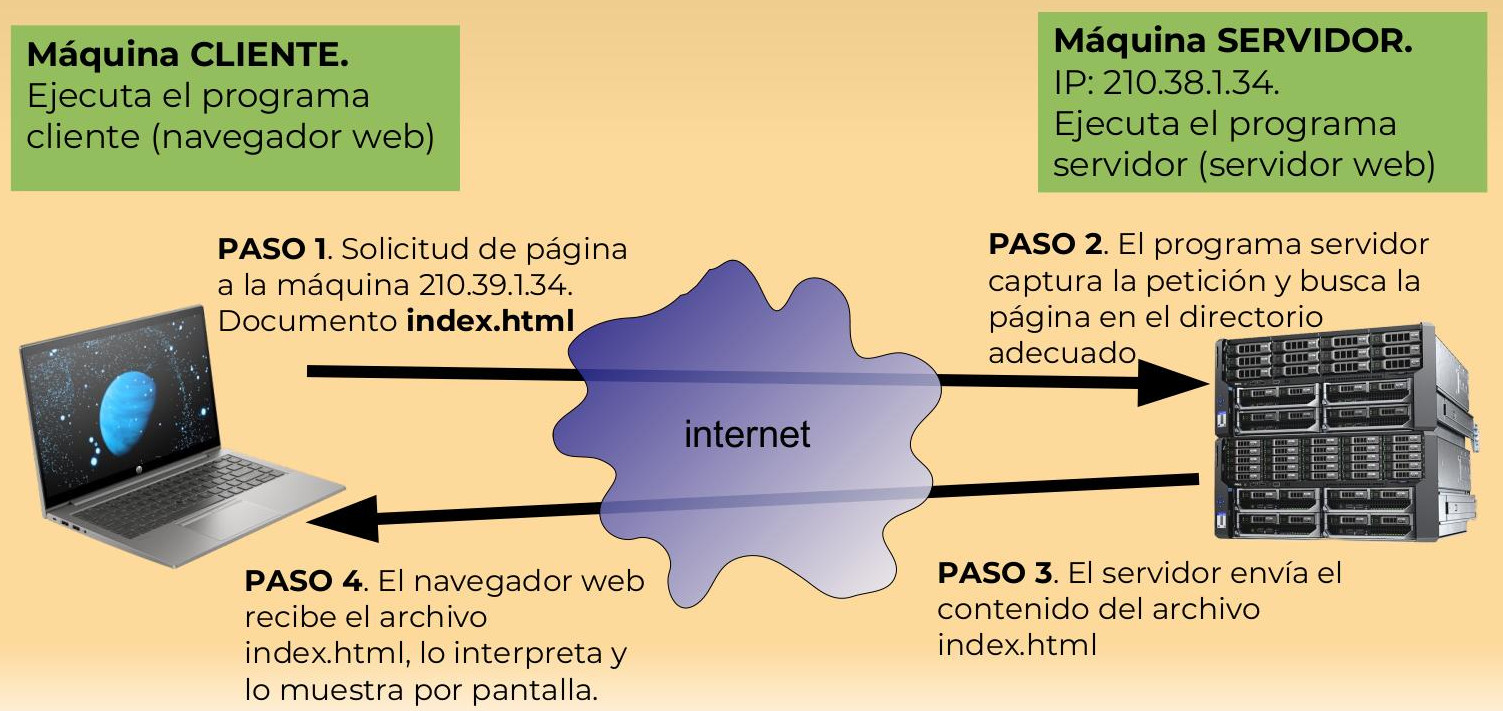 Máquina CLIENTE.
Ejecuta el programa
cliente (navegador web)
Máquina SERVIDOR.
IP: 210.38.1.34.
Ejecuta el programa
servidor (servidor web)
PASO 1. Solicitud de página
a la máquina 210.39.1.34.
Documento index.html
PASO 2. El programa servidor
captura la petición y busca la
página en el directorio
adecuado
internet
PASO 4. El navegador web
recibe el archivo
index.html, lo interpreta y
lo muestra por pantalla.
PASO 3. El servidor envía el
contenido del archivo
index.html